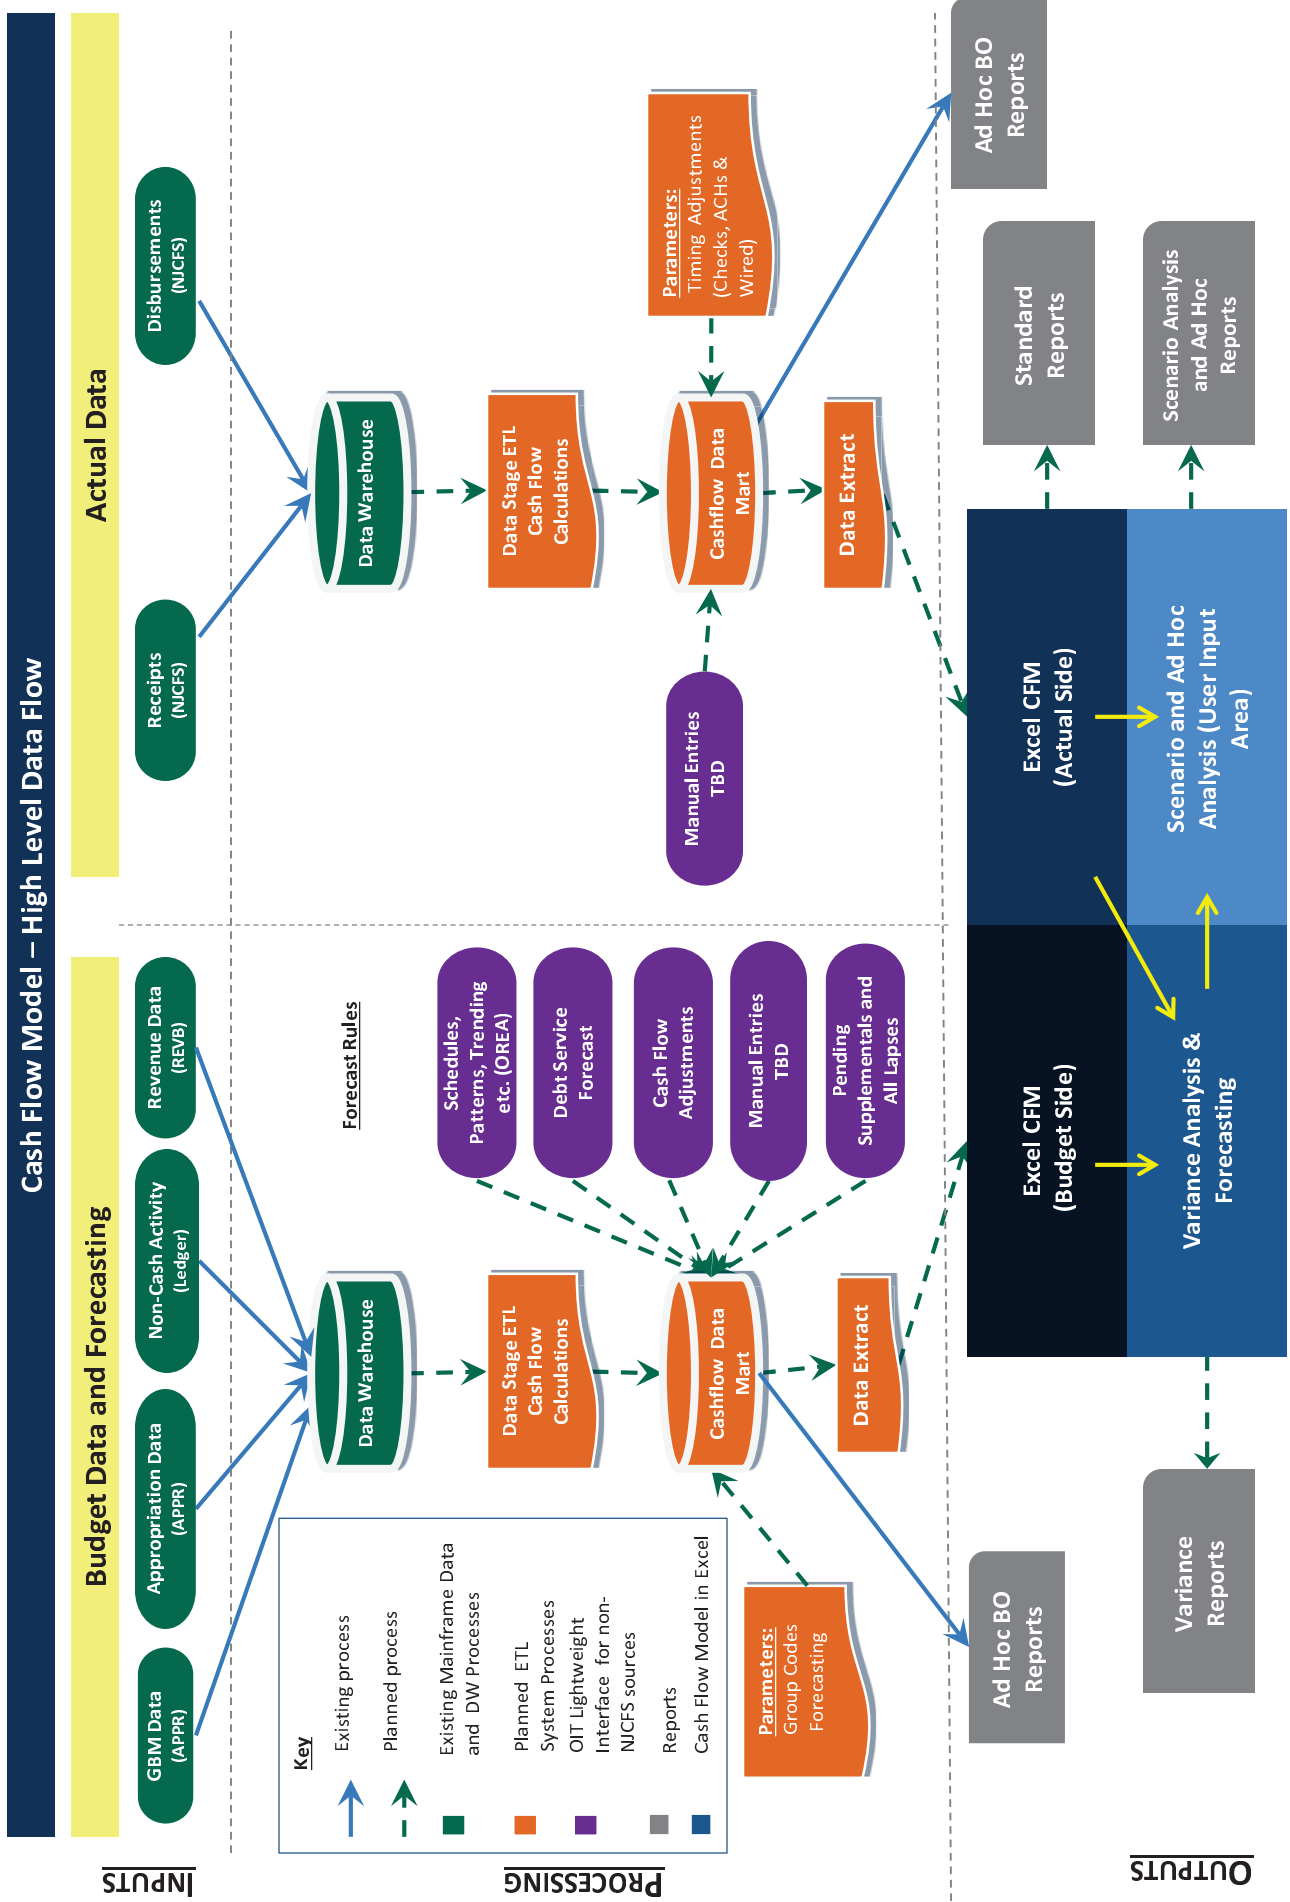 Cash Flow Model – High Level Data Flow
Budget Data and Forecasting
Actual Data
INPUTS
GBM Data
(APPR)
Appropriation Data
(APPR)
Non-Cash Activity
(Ledger)
Revenue Data
(REVB)
Receipts
(NJCFS)
Disbursements
(NJCFS)
PROCESSING
Key
Existing process
Planned process
Existing Mainframe Data
and DW Processes
Planned ETL
System Processes
OIT Lightweight
Interface for non-
NJCFS sources
Reports
Cash Flow Model in Excel
Data Warehouse
Data Stage ETL
Cash Flow
Calculations
Cashflow Data
Mart
Data Extract
Parameters:
Group Codes
Forecasting
Forecast Rules
Schedules,
Patterns, Trending
etc. (OREA)
Debt Service
Forecast
Cash Flow
Adjustments
Manual Entries
TBD
Pending
Supplementals and
All Lapses
Data Warehouse
Data Stage ETL
Cash Flow
Calculations
Manual Entries
TBD
Cashflow Data
Mart
Parameters:
Timing Adjustments
(Checks, ACHs &
Wired)
Data Extract
OUTPUTS
Ad Hoc BO
Reports
Variance
Reports
Excel CFM
(Budget Side)
Excel CFM
(Actual Side)
Variance Analysis &
Forecasting
Scenario and Ad Hoc
Analysis (User Input
Area)
Standard
Reports
Scenario Analysis
and Ad Hoc
Reports
Ad Hoc BO
Reports